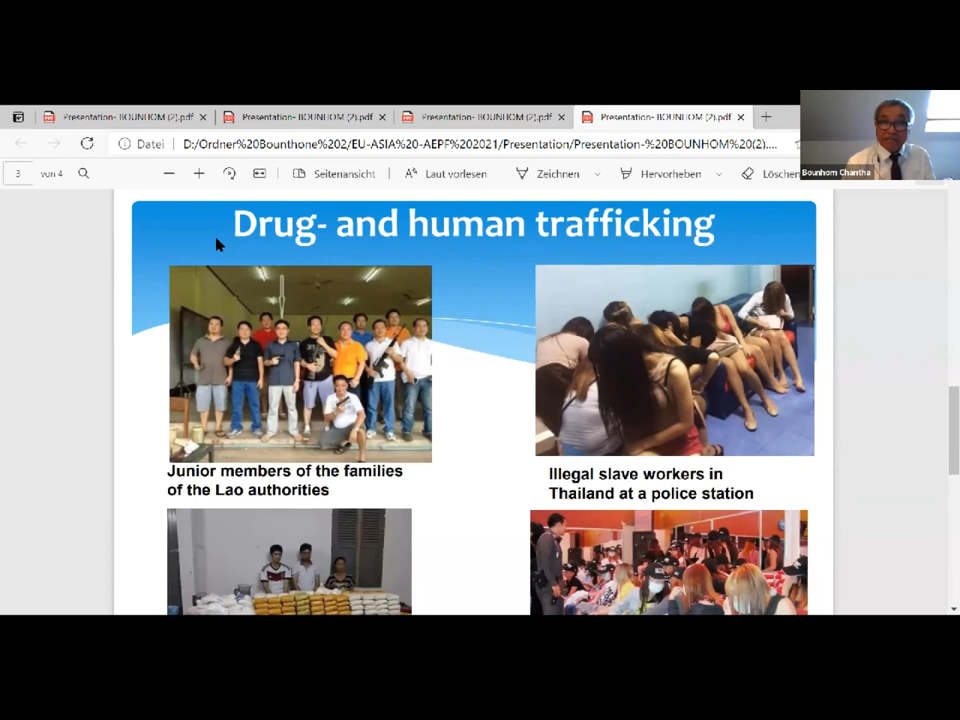 Presentation- BOUNHOM (2).pdf
Presentation- BOUNHOM (2).pdf
Presentation- BOUNHOM (2).pdf
Presentation- BOUNHOM (2).pdf
Datei D:/Ordner%20Bounthone%202/EU-ASIA%20-AEPF%202021/Presentation/Presentation-%20BOUNHOM%20(2)....
3 von 4 Seitenansicht Laut vorlesen Zeichnen Hervorheben Löschen
Bounhom Chantha
Drug- and human trafficking
Junior members of the families
of the Lao authorities
Illegal slave workers in
Thailand at a police station